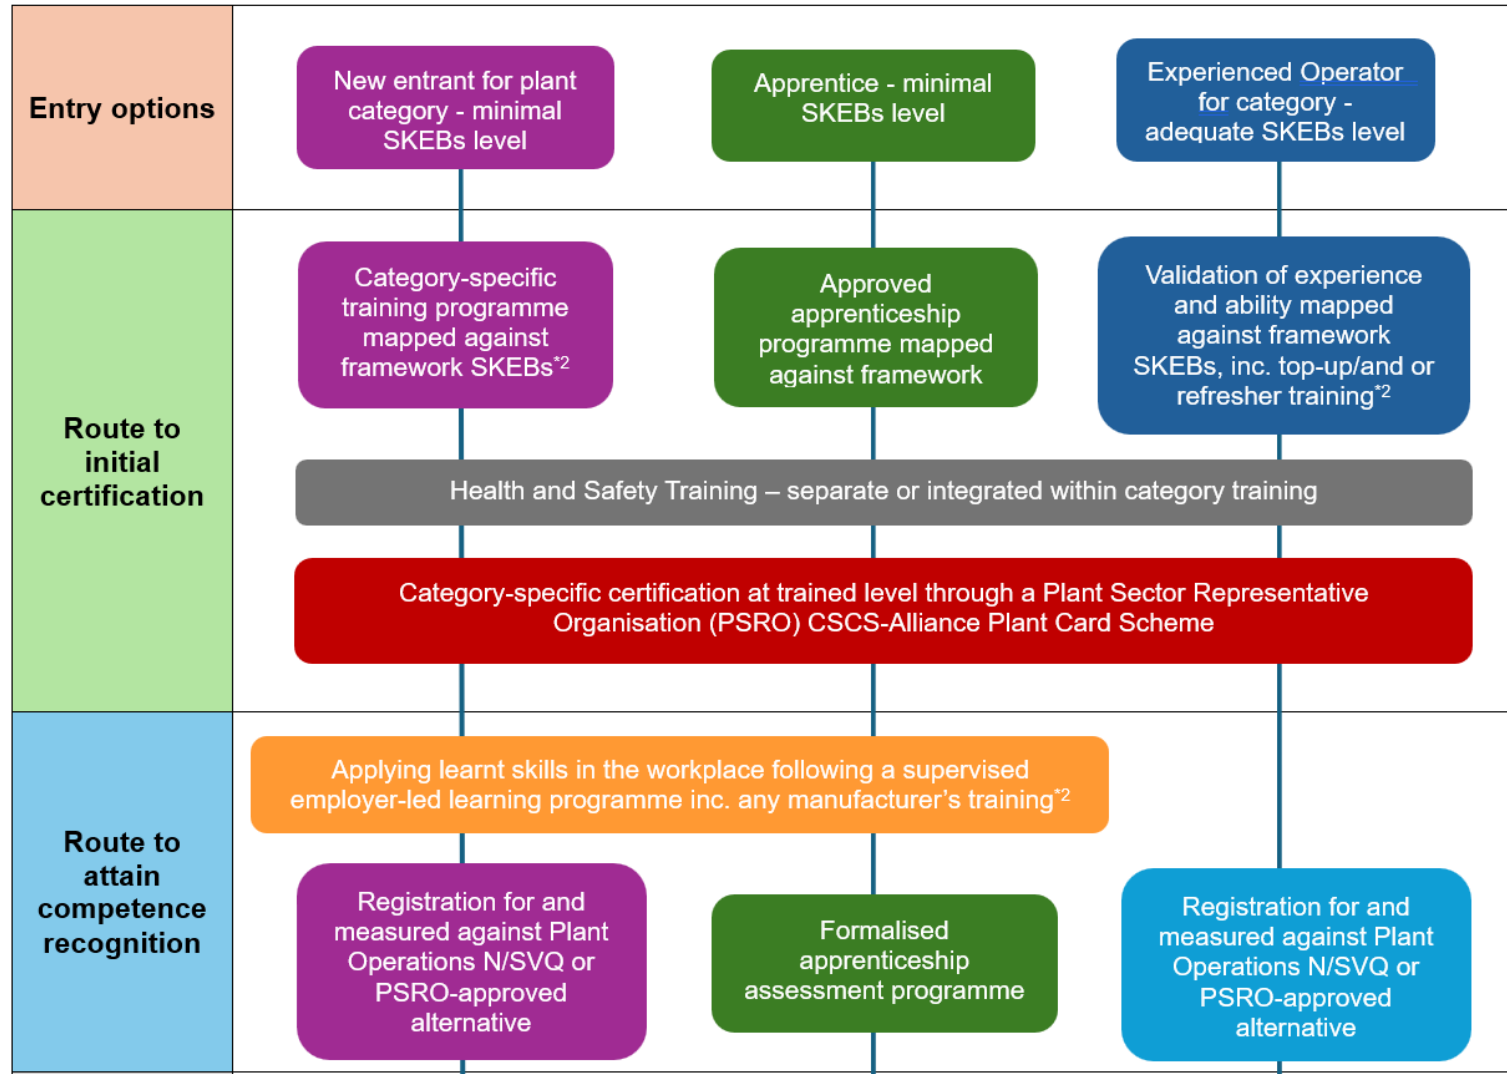 Entry options
New entrant for plant
category - minimal
SKEBs level
Apprentice - minimal
SKEBs level
Experienced Operator
for category -
adequate SKEBs level
Route to
initial
certification
Category-specific
training programme
mapped against
framework SKEBs*2
Approved
apprenticeship
programme mapped
against framework
Validation of experience
and ability mapped
against framework
SKEBs, inc. top-up/and or
refresher training*2
Health and Safety Training – separate or integrated within category training
Category-specific certification at trained level through a Plant Sector Representative
Organisation (PSRO) CSCS-Alliance Plant Card Scheme
Route to
attain
competence
recognition
Applying learnt skills in the workplace following a supervised
employer-led learning programme inc. any manufacturer’s training*2
Registration for and
measured against Plant
Operations N/SVQ or
PSRO-approved
alternative
Formalised
apprenticeship
assessment programme
Registration for and
measured against Plant
Operations N/SVQ or
PSRO-approved
alternative